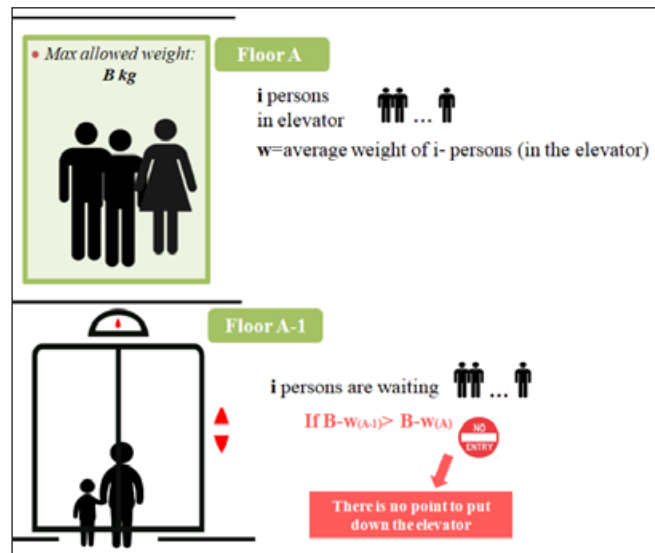 • Max allowed weight:
B kg
Floor A
i persons
in elevator
...
w=average weight of i- persons (in the elevator)
Floor A-1
i persons are waiting
...
If B-w(A-1)> B-w(A)
NO
ENTRY
There is no point to put
down the elevator